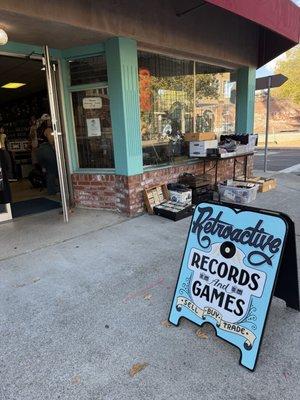 Retroactive
RECORDS
And
GAMES
SELL BUY TRADE